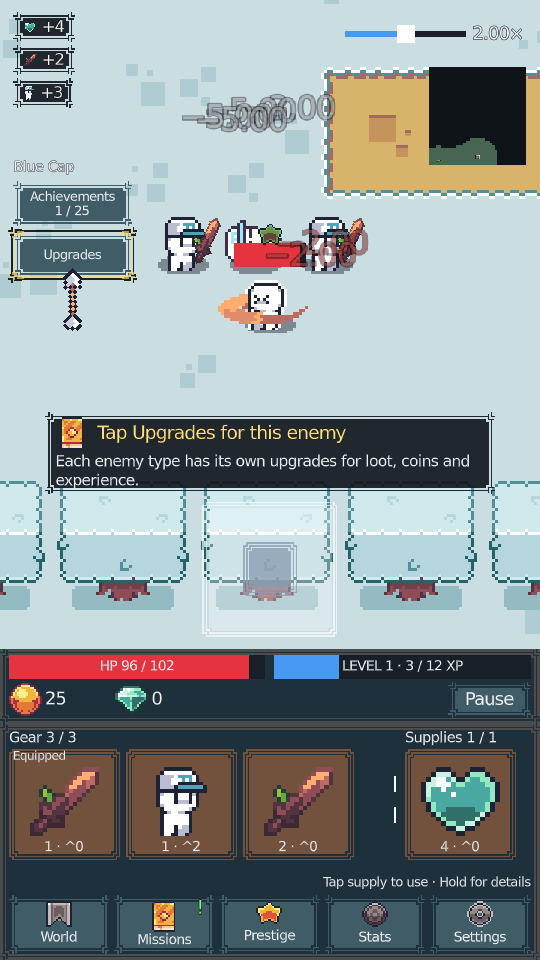 +4
2.00×
+2
+3
Blue Cap
Achievements
1 / 25
Upgrades
Tap Upgrades for this enemy
Each enemy type has its own upgrades for loot, coins and
experience.
HP 96 / 102
LEVEL 1 · 3 / 12 XP
25
0
Pause
Gear 3 / 3
Supplies 1 / 1
Equipped
1 · ^0
1 · ^2
2 · ^0
4 · ^0
Tap supply to use · Hold for details
World
Missions
!
Prestige
Stats
Settings